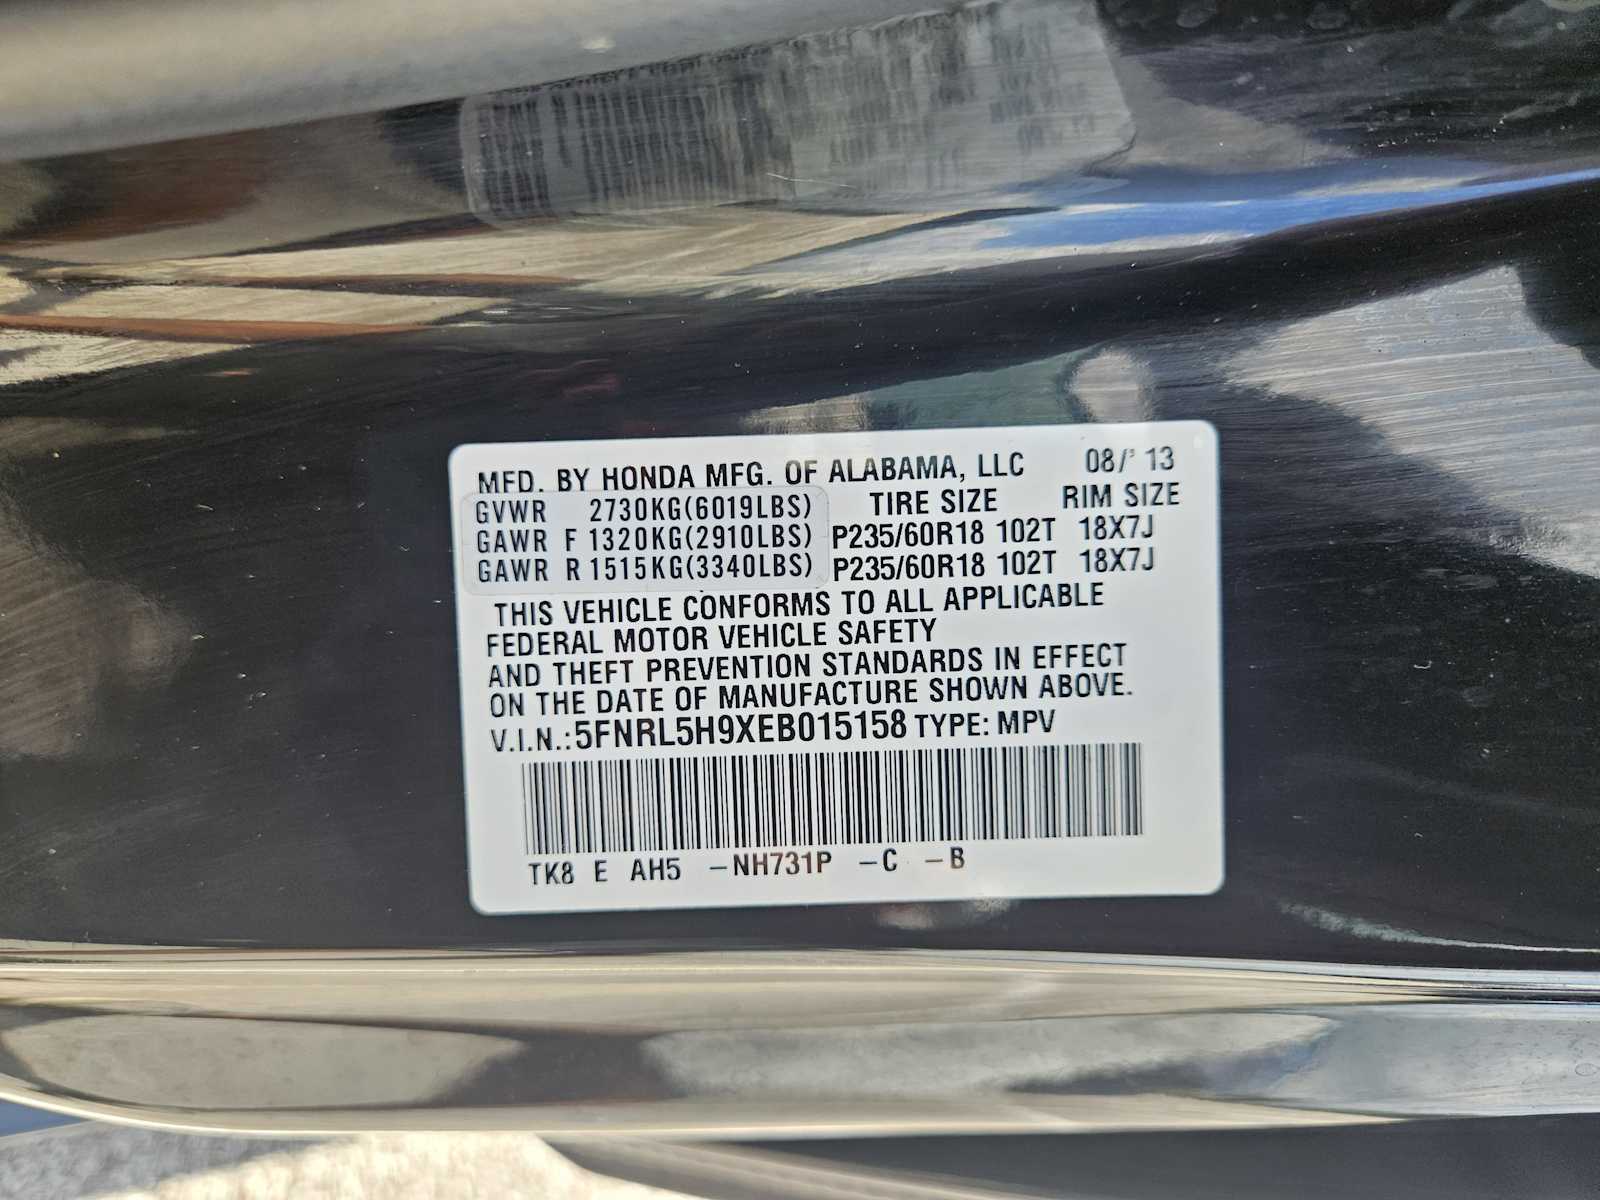 MFD. BY HONDA MFG. OF ALABAMA, LLC 08/'13
GVWR 2730KG(6019LBS) TIRE SIZE RIM SIZE
GAWR F 1320KG(2910LBS) P235/60R18 102T 18X7J
GAWR R 1515KG(3340LBS) P235/60R18 102T 18X7J
THIS VEHICLE CONFORMS TO ALL APPLICABLE
FEDERAL MOTOR VEHICLE SAFETY
AND THEFT PREVENTION STANDARDS IN EFFECT
ON THE DATE OF MANUFACTURE SHOWN ABOVE.
V.I.N.: 5FNRL5H9XEB015158 TYPE: MPV
TK8 E AH5 -NH731P -C -B